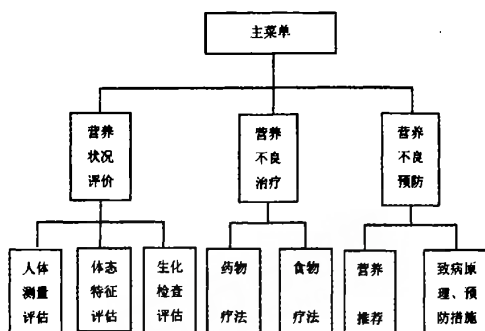 主菜单
营养
状况
评价
营养
不良
治疗
营养
不良
预防
人体
测量
评估
体态
特征
评估
生化
检查
评估
药物
疗法
食物
疗法
营养
推荐
致病原
理、预
防措施